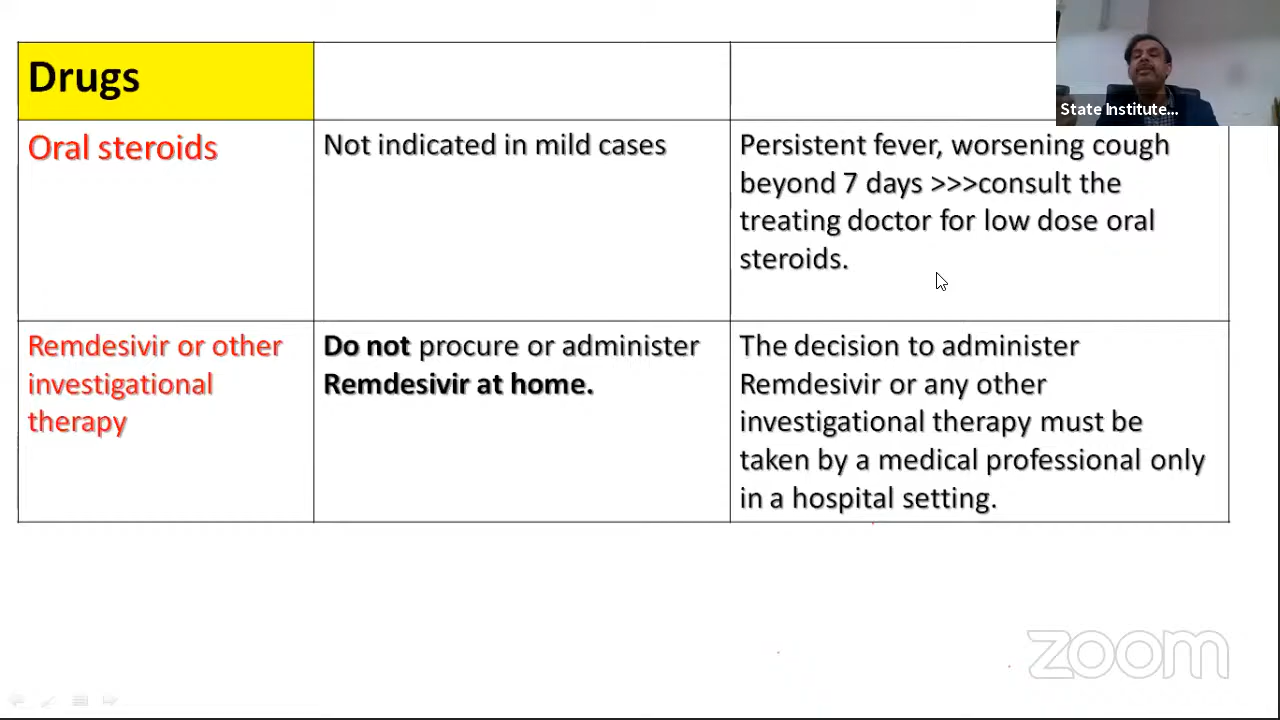 Drugs
State Institute...
Oral steroids
Not indicated in mild cases
Persistent fever, worsening cough
beyond 7 days >>>consult the
treating doctor for low dose oral
steroids.
Remdesivir or other
investigational
therapy
Do not procure or administer
Remdesivir at home.
The decision to administer
Remdesivir or any other
investigational therapy must be
taken by a medical professional only
in a hospital setting.
zoom